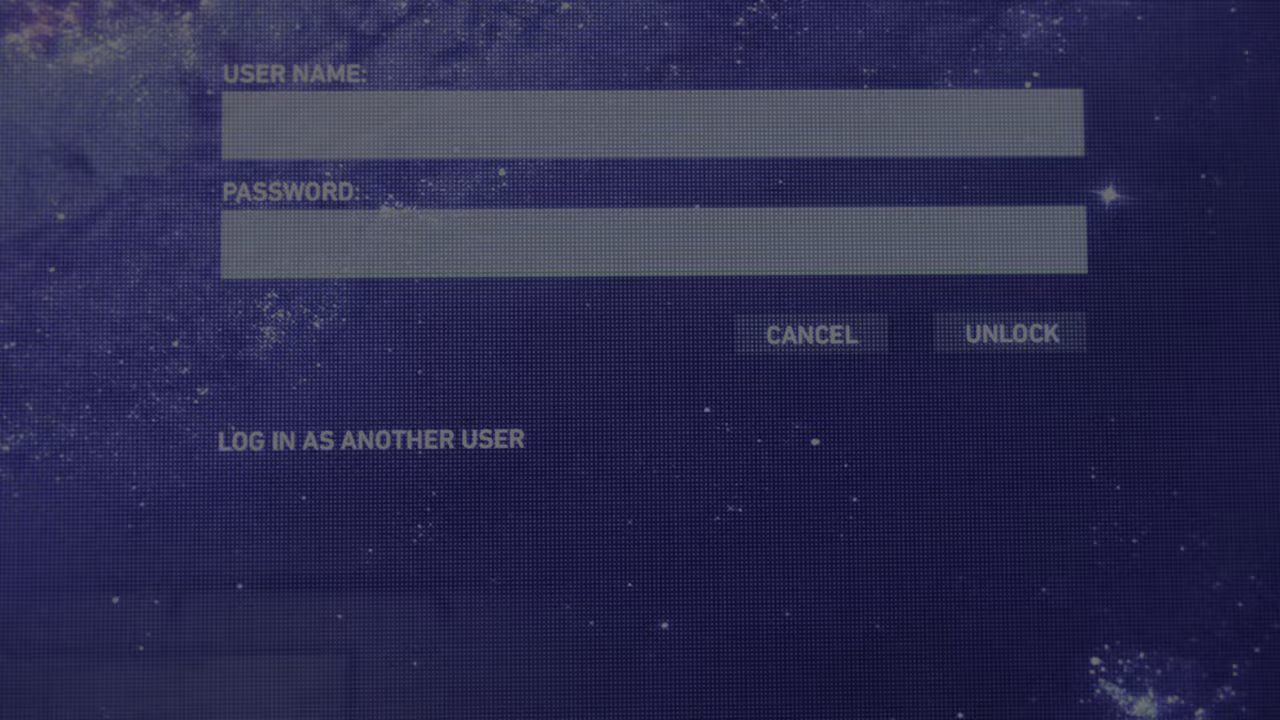 USER NAME:
PASSWORD:
CANCEL
UNLOCK
LOG IN AS ANOTHER USER